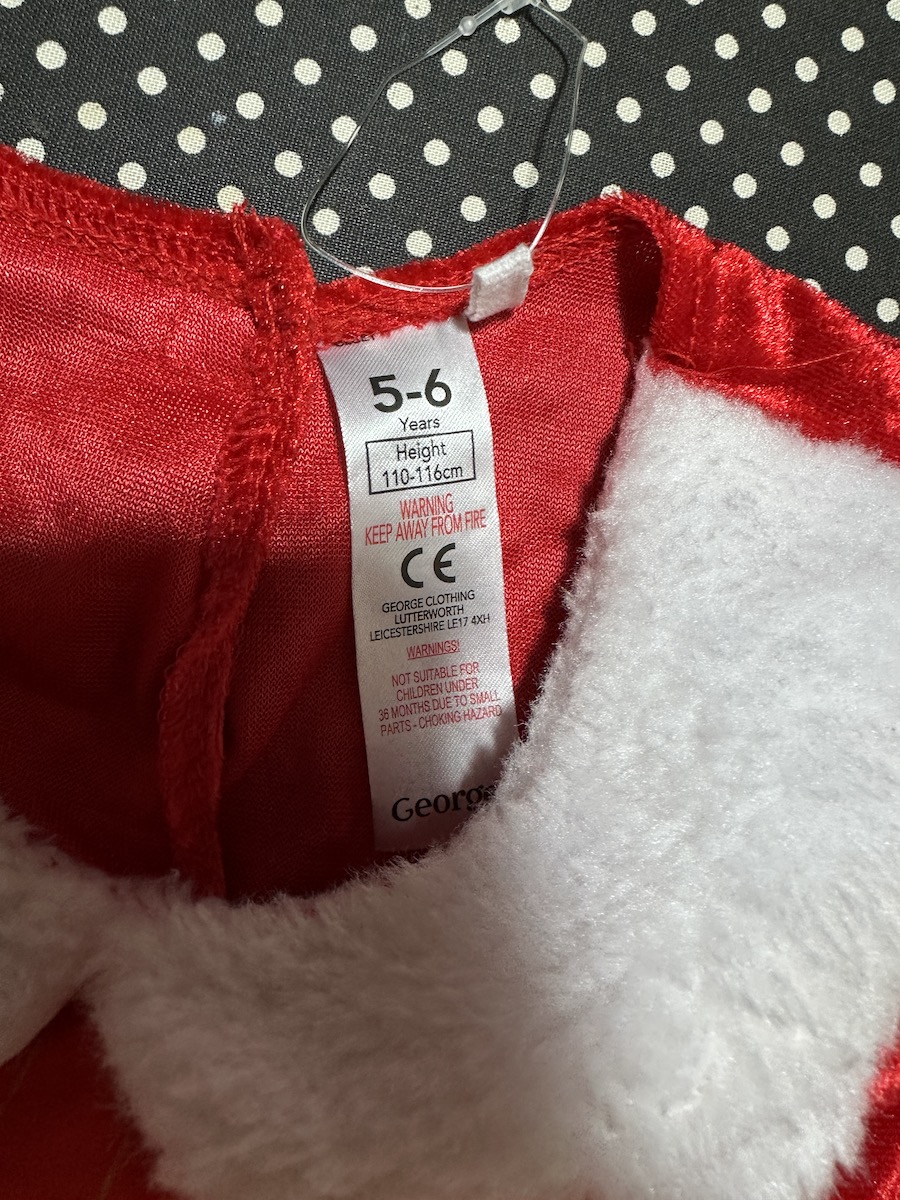 5-6
Years
Height
110-116cm
WARNING
KEEP AWAY FROM FIRE
CE
GEORGE CLOTHING
LUTTERWORTH
LEICESTERSHIRE LE17 4XH
WARNINGS!
NOT SUITABLE FOR
CHILDREN UNDER
36 MONTHS DUE TO SMALL
PARTS - CHOKING HAZARD
George